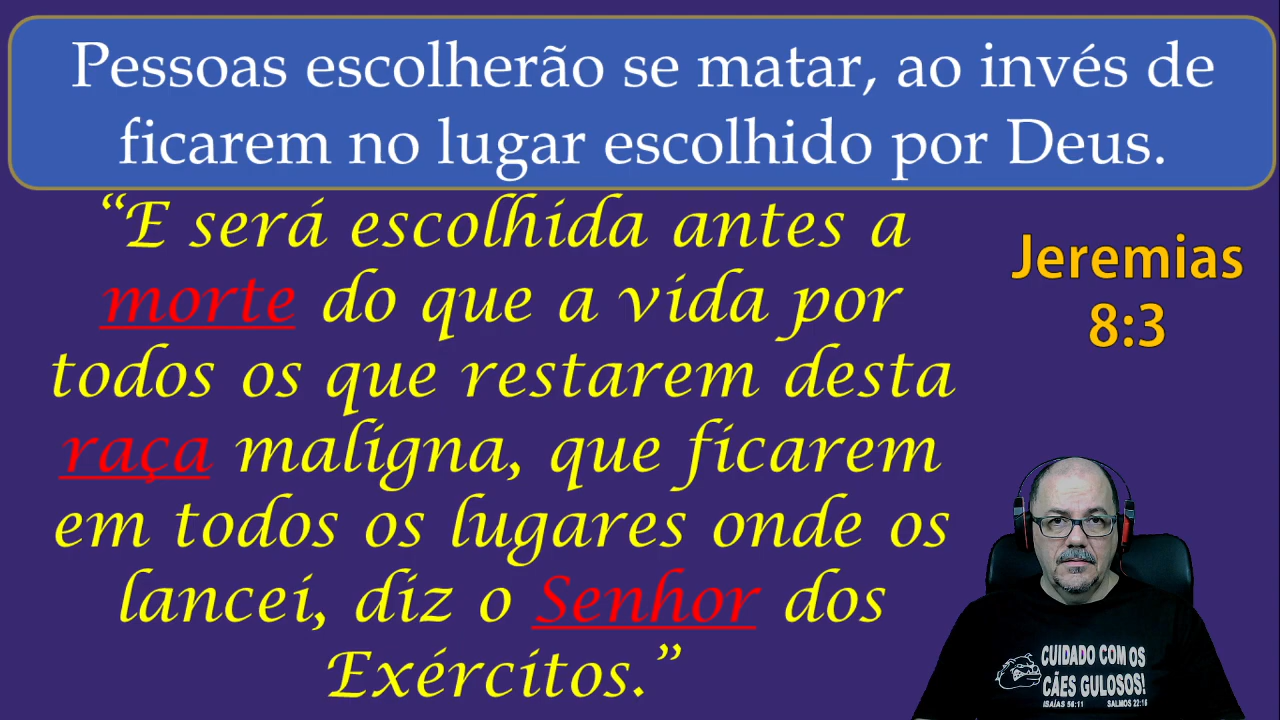 Pessoas escolherão se matar, ao invés de
ficarem no lugar escolhido por Deus.
“E será escolhida antes a
morte do que a vida por
todos os que restarem desta
raça maligna, que ficarem
em todos os lugares onde os
lancei, diz o Senhor dos
Exércitos.”
Jeremias
8:3
CUIDADO COM OS
CÃES GULOSOS!
ISAÍAS 56:11 SALMOS 22:16